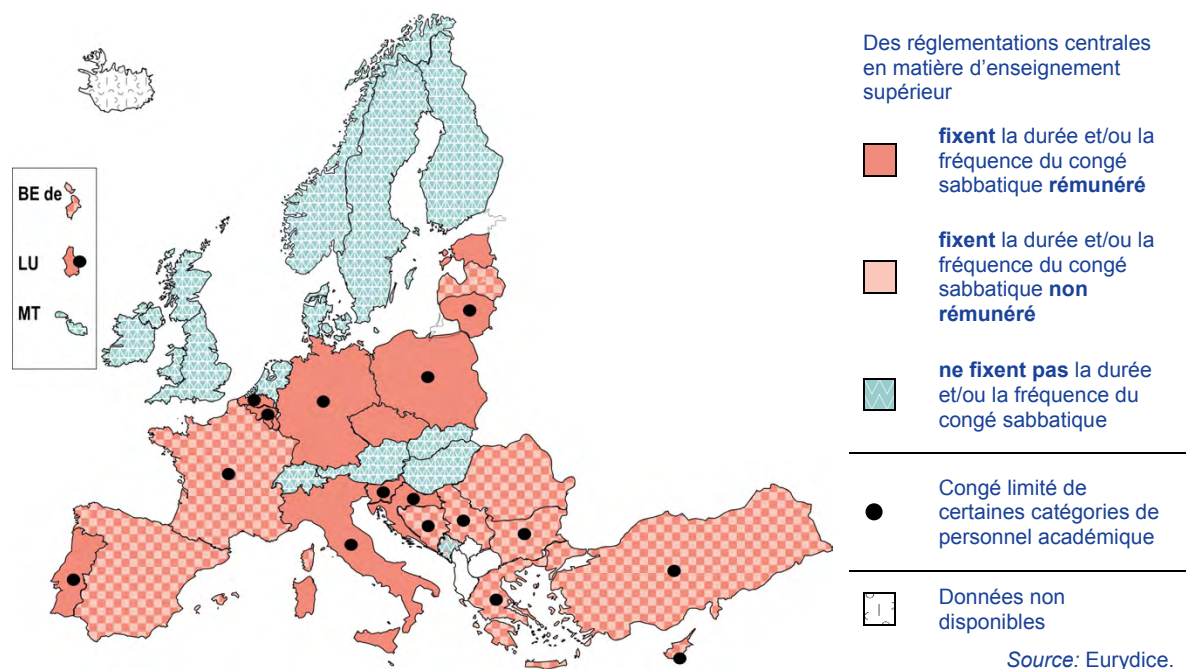 BE de
LU
MT
Des réglementations centrales
en matière d’enseignement
supérieur
fixent la durée et/ou la
fréquence du congé
sabbatique rémunéré
fixent la durée et/ou la
fréquence du congé
sabbatique non
rémunéré
ne fixent pas la durée
et/ou la fréquence du
congé sabbatique
Congé limité de
certaines catégories de
personnel académique
Données non
disponibles
Source: Eurydice.